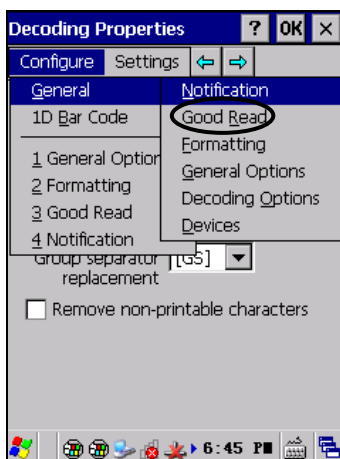 Decoding Properties ? OK ×
Configure Settings
General
1D Bar Code
1 General Option
2 Formatting
3 Good Read
4 Notification
Notification
Good Read
Formatting
General Options
Decoding Options
Devices
Group separator [GS]
replacement
Remove non-printable characters
6:45 PM